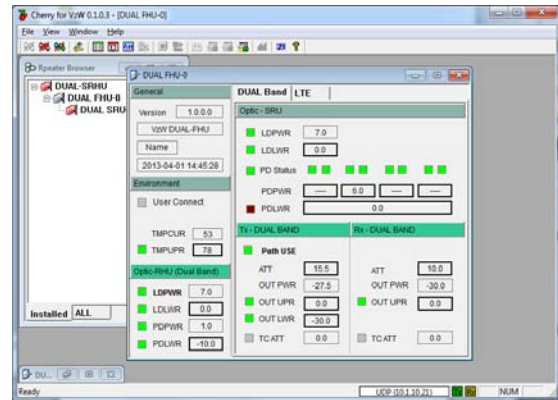 Cherry for VzW 0.1.0.3 - [DUAL FHU-0]
File View Window Help
Rpeater Browser
DUAL-SRHU
DUAL FHU-0
DUAL SRU
Installed ALL
DUAL FHU-0
General
Version 1.0.0.0
VzW DUAL-FHU
Name
2013-04-01 14:45:28
Environment
User Connect
TMPCUR 53
TMPUPR 78
Optic-RHU (Dual Band)
LDPWR 7.0
LDLWR 0.0
PDPWR 1.0
PDLWR -10.0
DUAL Band LTE
Optic - SRU
LDPWR 7.0
LDLWR 0.0
PD Status
PDPWR ---- 6.0 ---- ----
PDLWR 0.0
Tx - DUAL BAND
Path USE
ATT 15.5
OUT PWR -27.5
OUT UPR 0.0
OUT LWR -30.0
TC ATT 0.0
Rx - DUAL BAND
ATT 10.0
OUT PWR -30.0
OUT UPR 0.0
TC ATT 0.0
DU...
Ready UDP (10.1.10.21) NUM